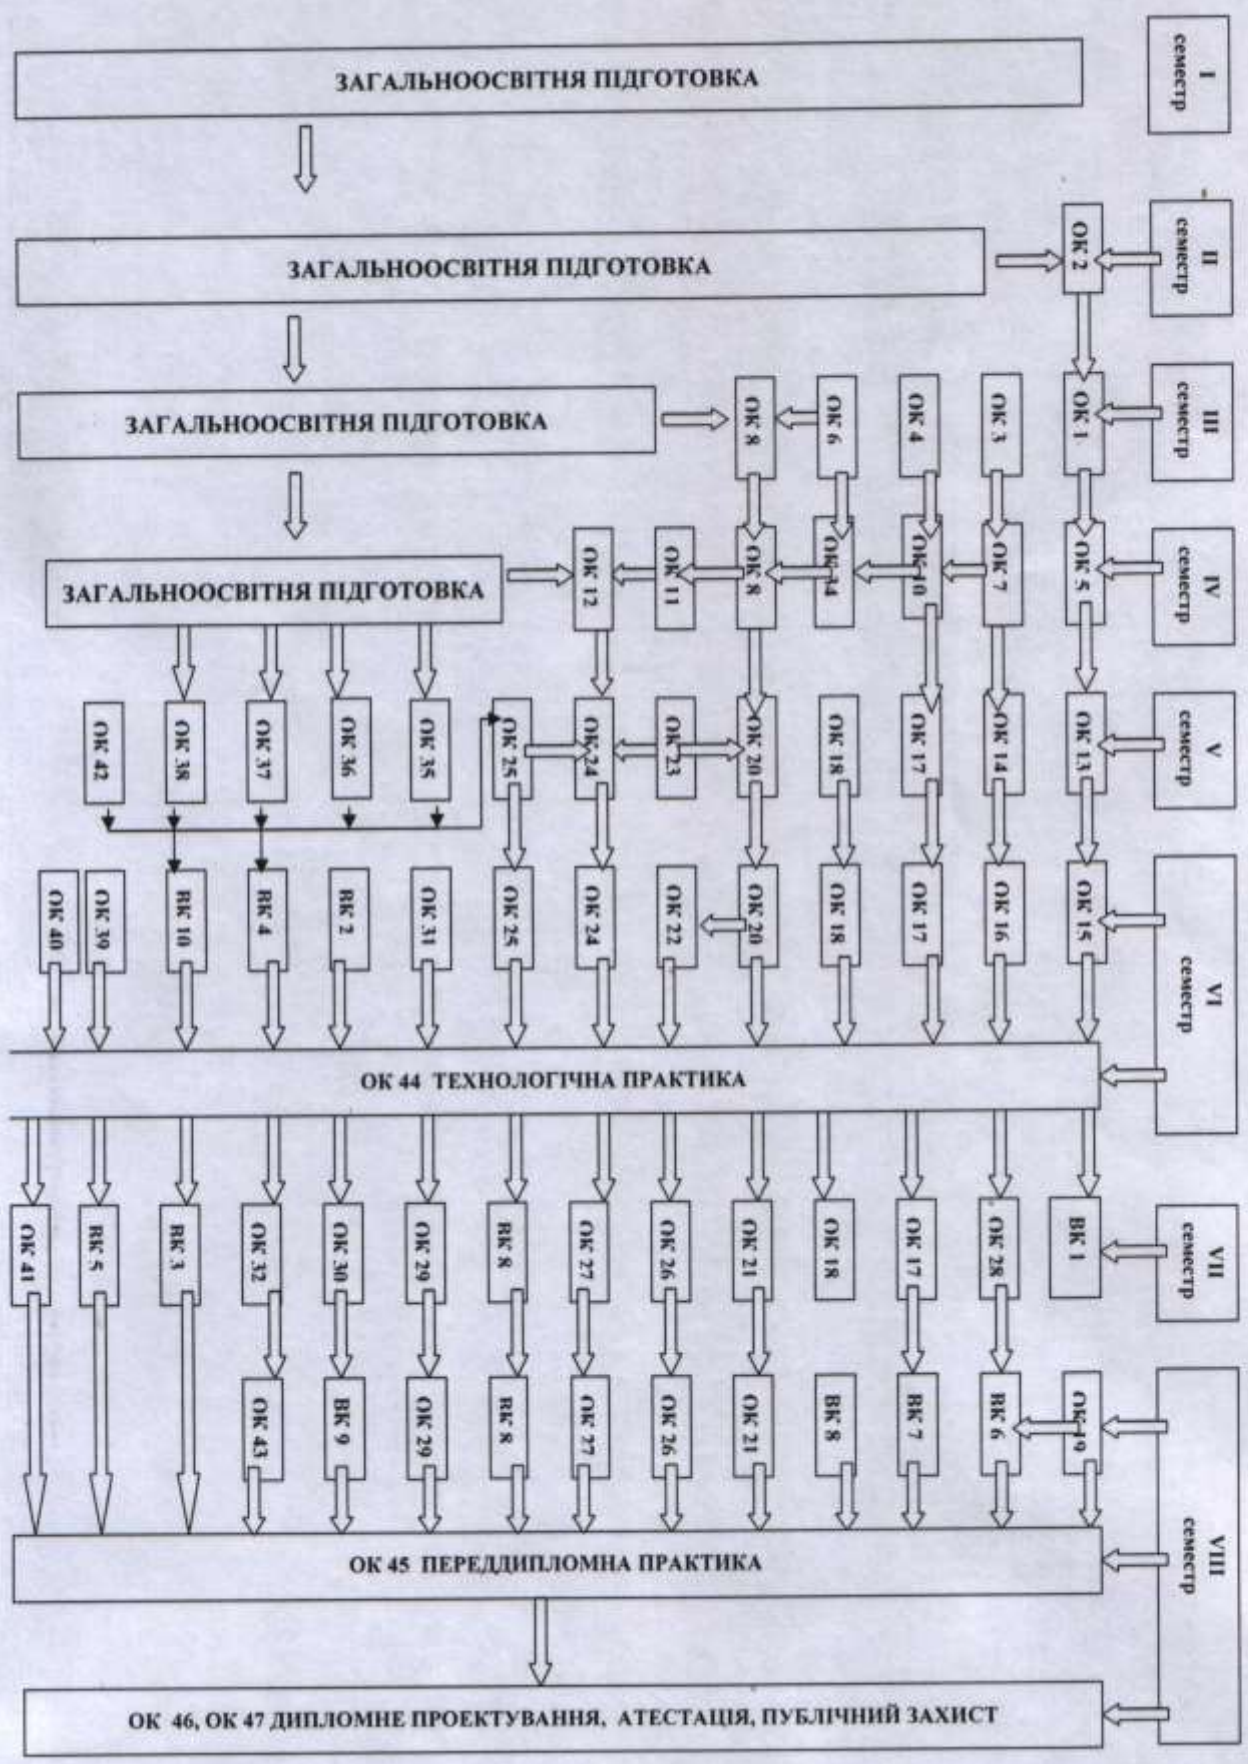 I
семестр
ЗАГАЛЬНООСВІТНЯ ПІДГОТОВКА
II
семестр
ОК 2
ЗАГАЛЬНООСВІТНЯ ПІДГОТОВКА
III
семестр
ОК 1
ОК 3
ОК 4
ОК 6
ОК 8
ЗАГАЛЬНООСВІТНЯ ПІДГОТОВКА
IV
семестр
ОК 5
ОК 7
ОК 10
ОК 34
ОК 8
ОК 11
ОК 12
ЗАГАЛЬНООСВІТНЯ ПІДГОТОВКА
V
семестр
ОК 13
ОК 14
ОК 17
ОК 18
ОК 20
ОК 23
ОК 24
ОК 25
ОК 35
ОК 36
ОК 37
ОК 38
ОК 42
VI
семестр
ОК 15
ОК 16
ОК 17
ОК 18
ОК 20
ОК 22
ОК 24
ОК 25
ОК 31
ВК 2
ВК 4
ВК 10
ОК 39
ОК 40
ОК 44 ТЕХНОЛОГІЧНА ПРАКТИКА
VII
семестр
ВК 1
ОК 28
ОК 17
ОК 18
ОК 21
ОК 26
ОК 27
ВК 8
ОК 29
ОК 30
ОК 32
ВК 3
ВК 5
ОК 41
VIII
семестр
ОК 19
ВК 6
ВК 7
ВК 8
ОК 21
ОК 26
ОК 27
ВК 8
ОК 29
ВК 9
ОК 43
ОК 45 ПЕРЕДДИПЛОМНА ПРАКТИКА
ОК 46, ОК 47 ДИПЛОМНЕ ПРОЕКТУВАННЯ, АТЕСТАЦІЯ, ПУБЛІЧНИЙ ЗАХИСТ